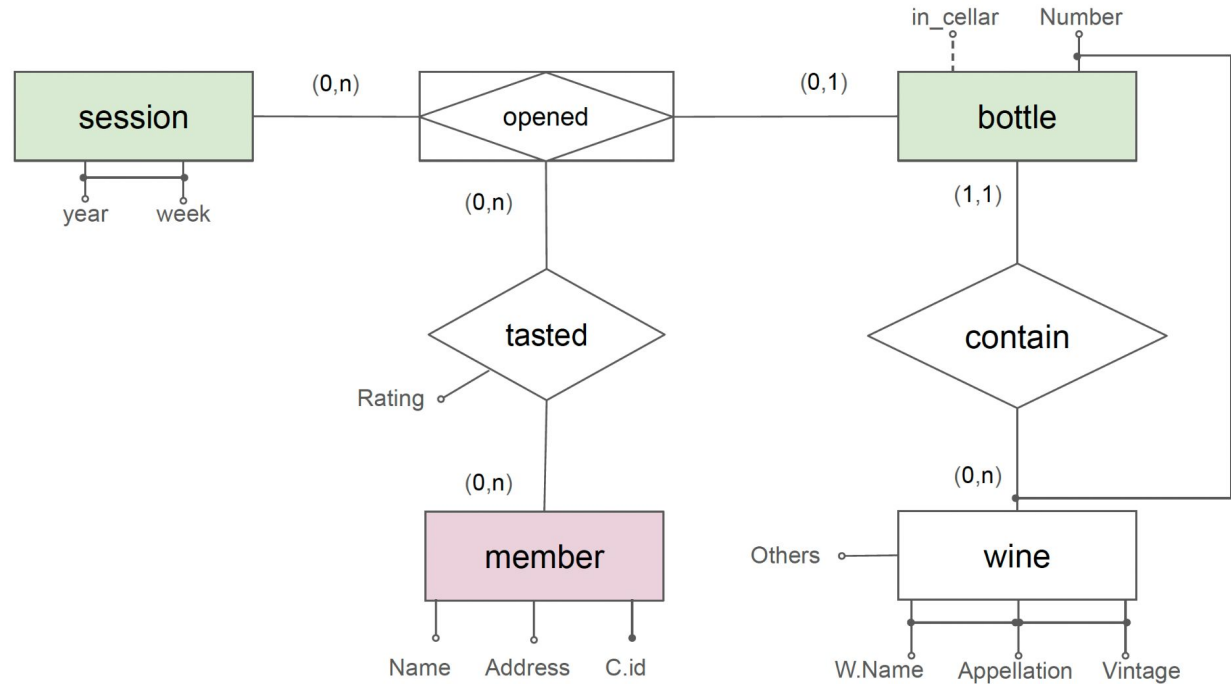 in_cellar
Number
session
(0,n)
opened
(0,1)
bottle
year
week
(0,n)
(1,1)
tasted
contain
Rating
(0,n)
(0,n)
member
Others
wine
Name
Address
C.id
W.Name
Appellation
Vintage